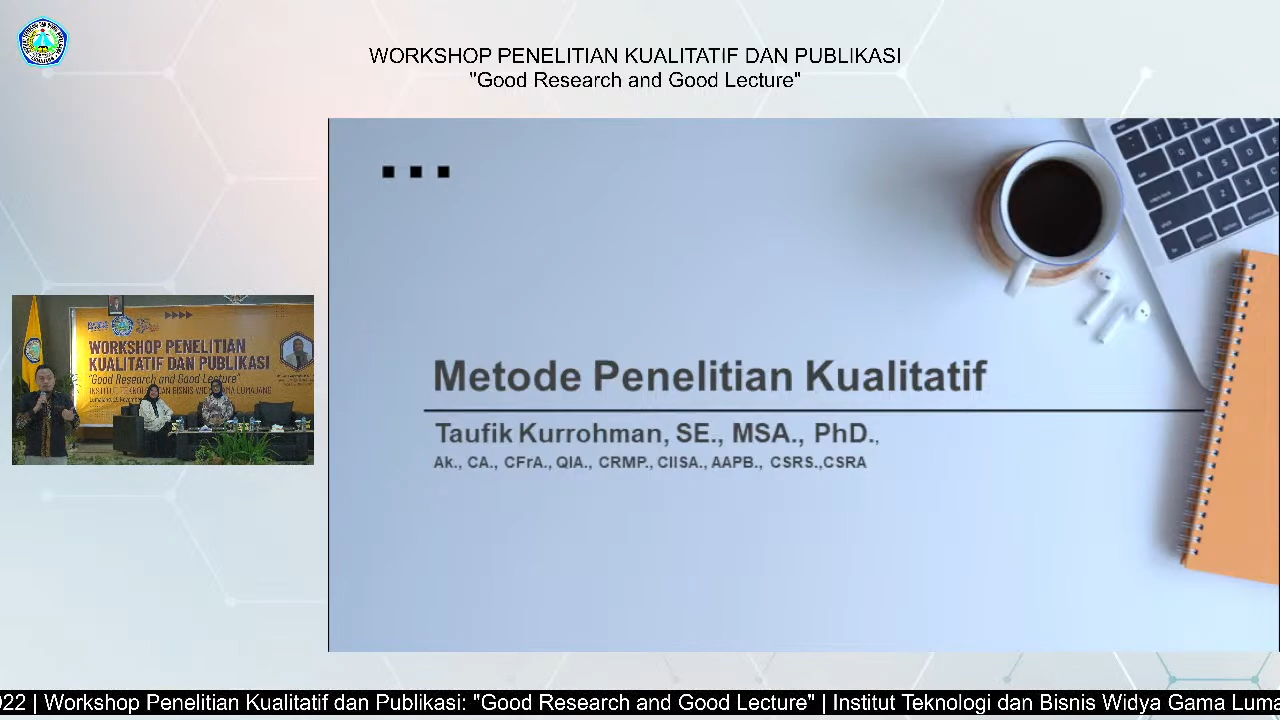 WORKSHOP PENELITIAN KUALITATIF DAN PUBLIKASI
"Good Research and Good Lecture"
WORKSHOP PENELITIAN
KUALITATIF DAN PUBLIKASI
"Good Research and Good Lecture"
Metode Penelitian Kualitatif
Taufik Kurrohman, SE., MSA., PhD.,
Ak., CA., CFrA., QIA., CRMP., CIISA., AAPB., CSRS.,CSRA
022 | Workshop Penelitian Kualitatif dan Publikasi: "Good Research and Good Lecture" | Institut Teknologi dan Bisnis Widya Gama Luma